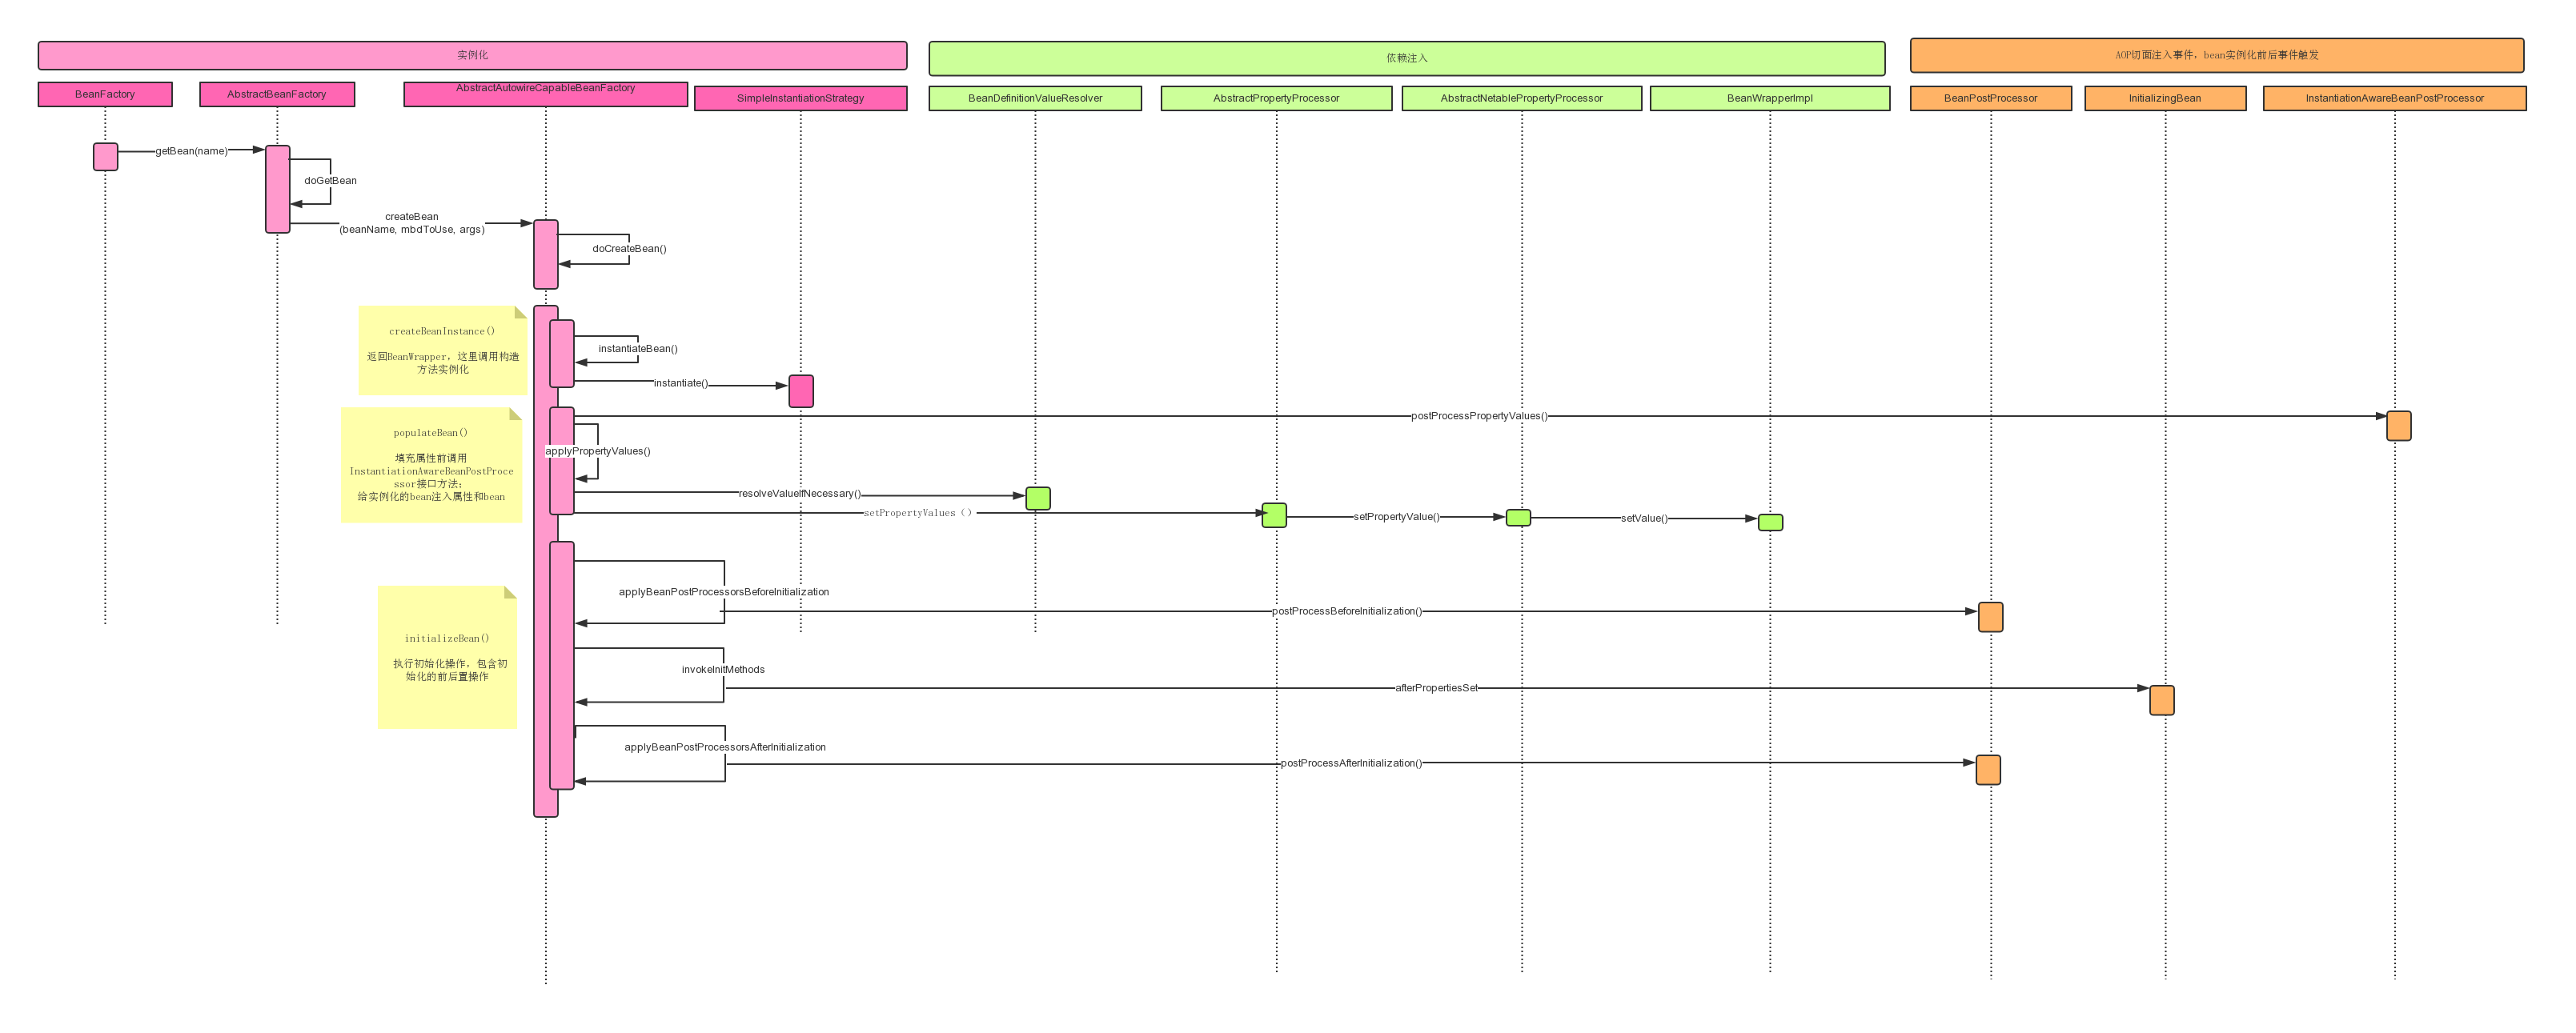 实例化
依赖注入
AOP切面注入事件，bean实例化前后事件触发
BeanFactory
AbstractBeanFactory
AbstractAutowireCapableBeanFactory
SimpleInstantiationStrategy
BeanDefinitionValueResolver
AbstractPropertyProcessor
AbstractNetablePropertyProcessor
BeanWrapperImpl
BeanPostProcessor
InitializingBean
InstantiationAwareBeanPostProcessor
getBean(name)
doGetBean
createBean
(beanName, mbdToUse, args)
doCreateBean()
createBeanInstance()
返回BeanWrapper，这里调用构造
方法实例化
instantiateBean()
instantiate()
postProcessPropertyValues()
populateBean()
填充属性前调用
InstantiationAwareBeanPostProce
ssor接口方法；
给实例化的bean注入属性和bean
applyPropertyValues()
resolveValueIfNecessary()
setPropertyValues（）
setPropertyValue()
setValue()
applyBeanPostProcessorsBeforeInitialization
postProcessBeforeInitialization()
initializeBean()
执行初始化操作，包含初
始化的前后置操作
invokeInitMethods
afterPropertiesSet
applyBeanPostProcessorsAfterInitialization
postProcessAfterInitialization()